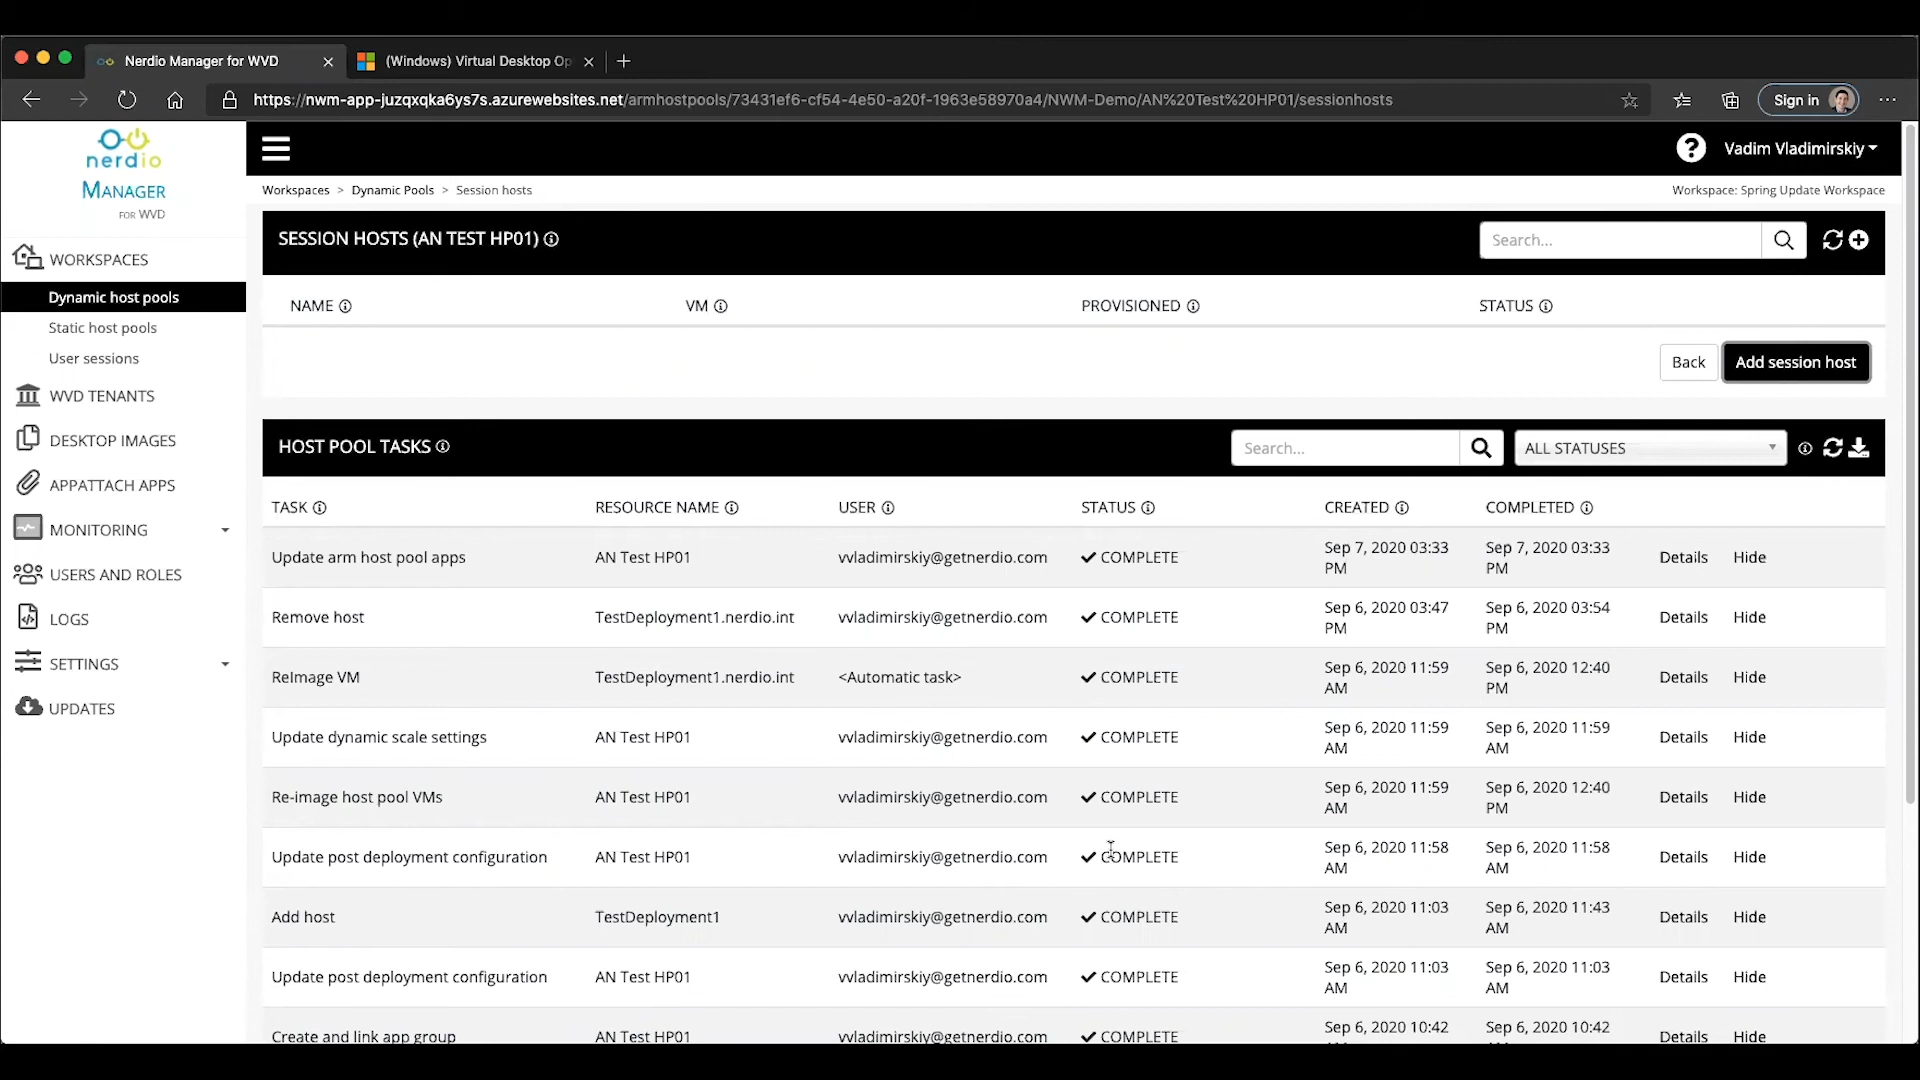 Nerdio Manager for WVD
(Windows) Virtual Desktop Op
https://nwm-app-juzqxqka6ys7s.azurewebsites.net/armhostpools/73431ef6-cf54-4e50-a20f-1963e58970a4/NWM-Demo/AN%20Test%20HP01/sessionhosts
Sign in
nerdio
MANAGER
FOR WVD
WORKSPACES
Dynamic host pools
Static host pools
User sessions
WVD TENANTS
DESKTOP IMAGES
APPATTACH APPS
MONITORING
USERS AND ROLES
LOGS
SETTINGS
UPDATES
Vadim Vladimirskiy
Workspaces > Dynamic Pools > Session hosts
Workspace: Spring Update Workspace
SESSION HOSTS (AN TEST HP01)
Search...
NAME VM PROVISIONED STATUS
Back Add session host
HOST POOL TASKS
Search...
ALL STATUSES
TASK RESOURCE NAME USER STATUS CREATED COMPLETED
Update arm host pool apps AN Test HP01 vvladimirskiy@getnerdio.com COMPLETE Sep 7, 2020 03:33 PM Sep 7, 2020 03:33 PM Details Hide
Remove host TestDeployment1.nerdio.int vvladimirskiy@getnerdio.com COMPLETE Sep 6, 2020 03:47 PM Sep 6, 2020 03:54 PM Details Hide
ReImage VM TestDeployment1.nerdio.int <Automatic task> COMPLETE Sep 6, 2020 11:59 AM Sep 6, 2020 12:40 PM Details Hide
Update dynamic scale settings AN Test HP01 vvladimirskiy@getnerdio.com COMPLETE Sep 6, 2020 11:59 AM Sep 6, 2020 11:59 AM Details Hide
Re-image host pool VMs AN Test HP01 vvladimirskiy@getnerdio.com COMPLETE Sep 6, 2020 11:59 AM Sep 6, 2020 12:40 PM Details Hide
Update post deployment configuration AN Test HP01 vvladimirskiy@getnerdio.com COMPLETE Sep 6, 2020 11:58 AM Sep 6, 2020 11:58 AM Details Hide
Add host TestDeployment1 vvladimirskiy@getnerdio.com COMPLETE Sep 6, 2020 11:03 AM Sep 6, 2020 11:43 AM Details Hide
Update post deployment configuration AN Test HP01 vvladimirskiy@getnerdio.com COMPLETE Sep 6, 2020 11:03 AM Sep 6, 2020 11:03 AM Details Hide
Create and link app group AN Test HP01 vvladimirskiy@getnerdio.com COMPLETE Sep 6, 2020 10:42 Sep 6, 2020 10:42 Details Hide